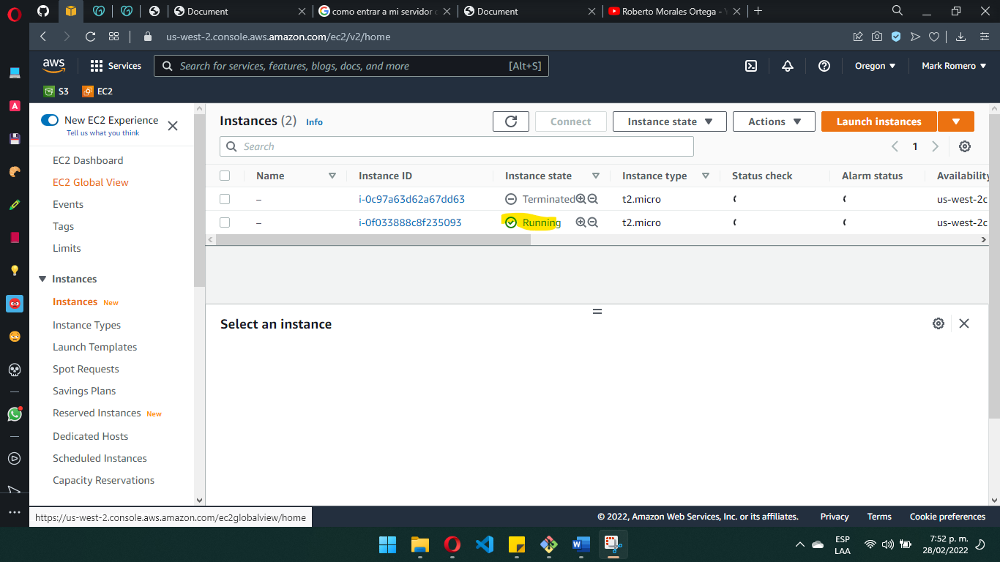 Document
como entrar a mi servidor
Document
Roberto Morales Ortega -
us-west-2.console.aws.amazon.com/ec2/v2/home
aws
Services
Search for services, features, blogs, docs, and more
[Alt+S]
Oregon
Mark Romero
S3
EC2
New EC2 Experience
Tell us what you think
EC2 Dashboard
EC2 Global View
Events
Tags
Limits
Instances
Instances New
Instance Types
Launch Templates
Spot Requests
Savings Plans
Reserved Instances New
Dedicated Hosts
Scheduled Instances
Capacity Reservations
Instances (2) Info
Connect
Instance state
Actions
Launch instances
Search
1
Name Instance ID Instance state Instance type Status check Alarm status Availability
– i-0c97a63d62a67dd63 Terminated t2.micro us-west-2c
– i-0f033888c8f235093 Running t2.micro us-west-2c
Select an instance
https://us-west-2.console.aws.amazon.com/ec2globalview/home
© 2022, Amazon Web Services, Inc. or its affiliates. Privacy Terms Cookie preferences
ESP
LAA
7:52 p. m.
28/02/2022